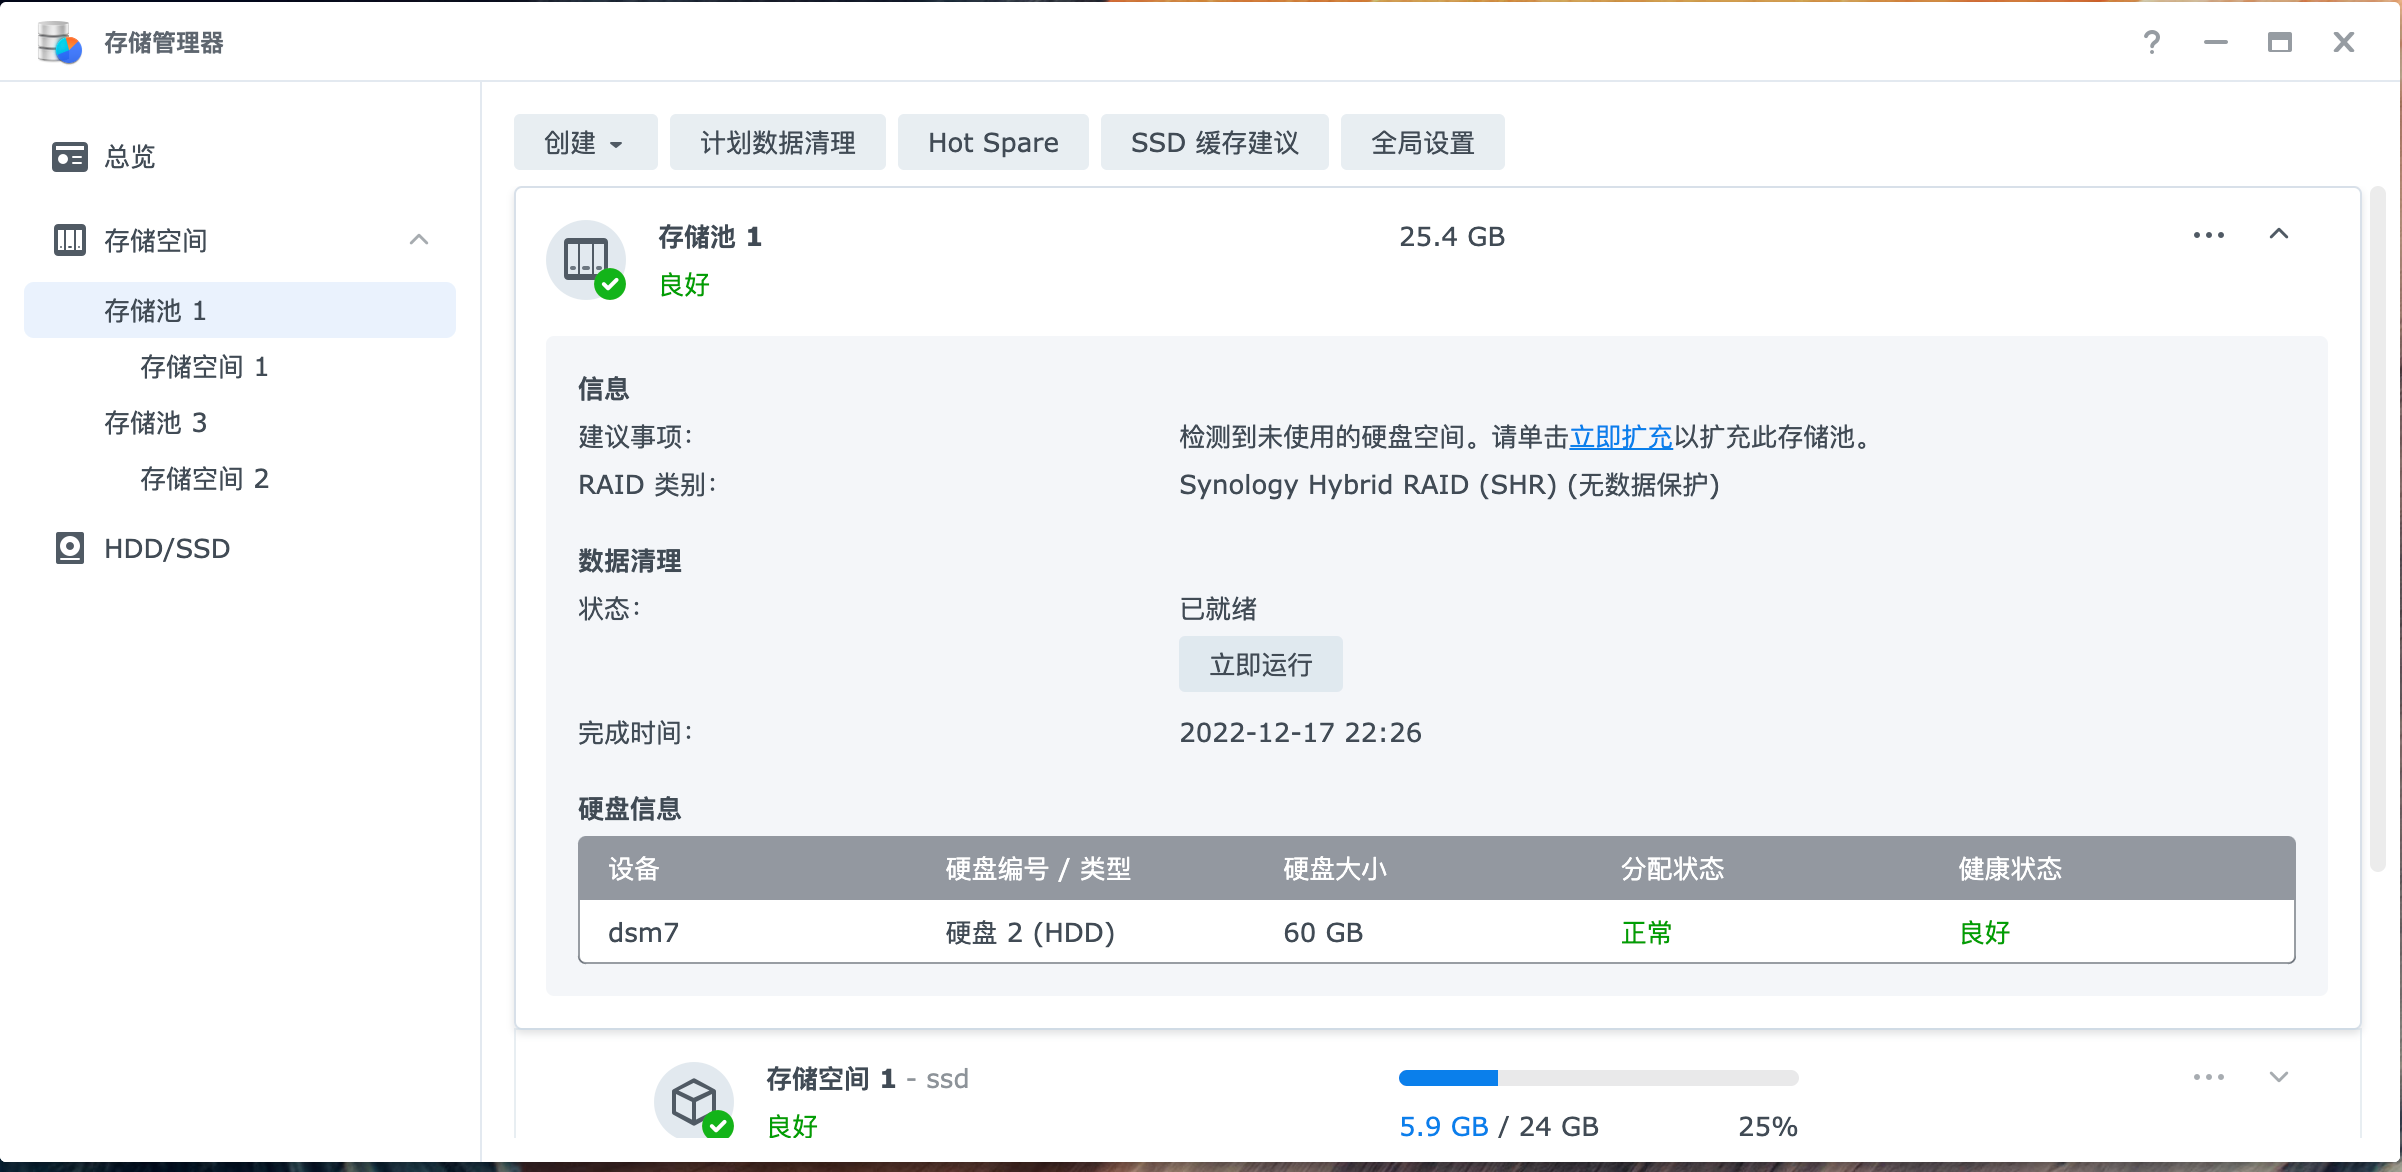 存储管理器
总览
存储空间
存储池 1
存储空间 1
存储池 3
存储空间 2
HDD/SSD
创建
计划数据清理
Hot Spare
SSD 缓存建议
全局设置
存储池 1
25.4 GB
良好
信息
建议事项：
检测到未使用的硬盘空间。请单击立即扩充以扩充此存储池。
RAID 类别：
Synology Hybrid RAID (SHR) (无数据保护)
数据清理
状态：
已就绪
立即运行
完成时间：
2022-12-17 22:26
硬盘信息
设备 硬盘编号 / 类型 硬盘大小 分配状态 健康状态
dsm7 硬盘 2 (HDD) 60 GB 正常 良好
存储空间 1 - ssd
良好
5.9 GB / 24 GB 25%